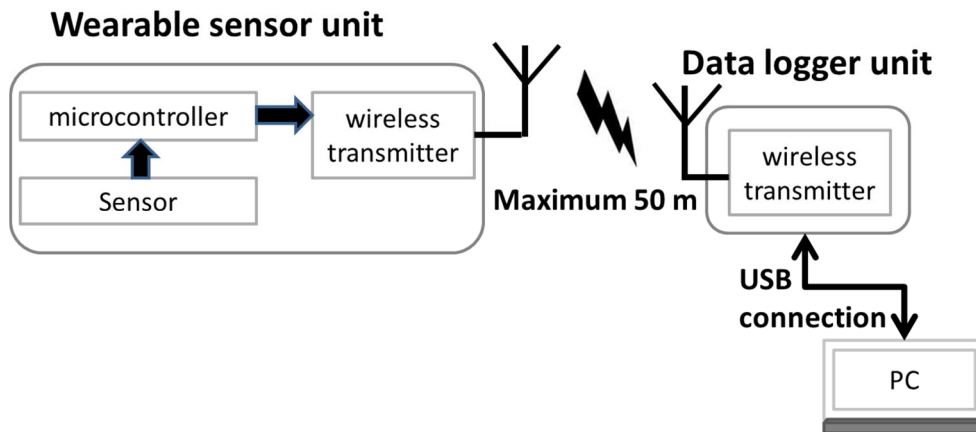 Wearable sensor unit
Data logger unit
microcontroller
wireless
transmitter
Sensor
Maximum 50 m
wireless
transmitter
USB
connection
PC